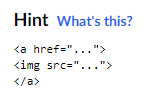 Hint What's this?
<a href="...">
<img src="...">
</a>